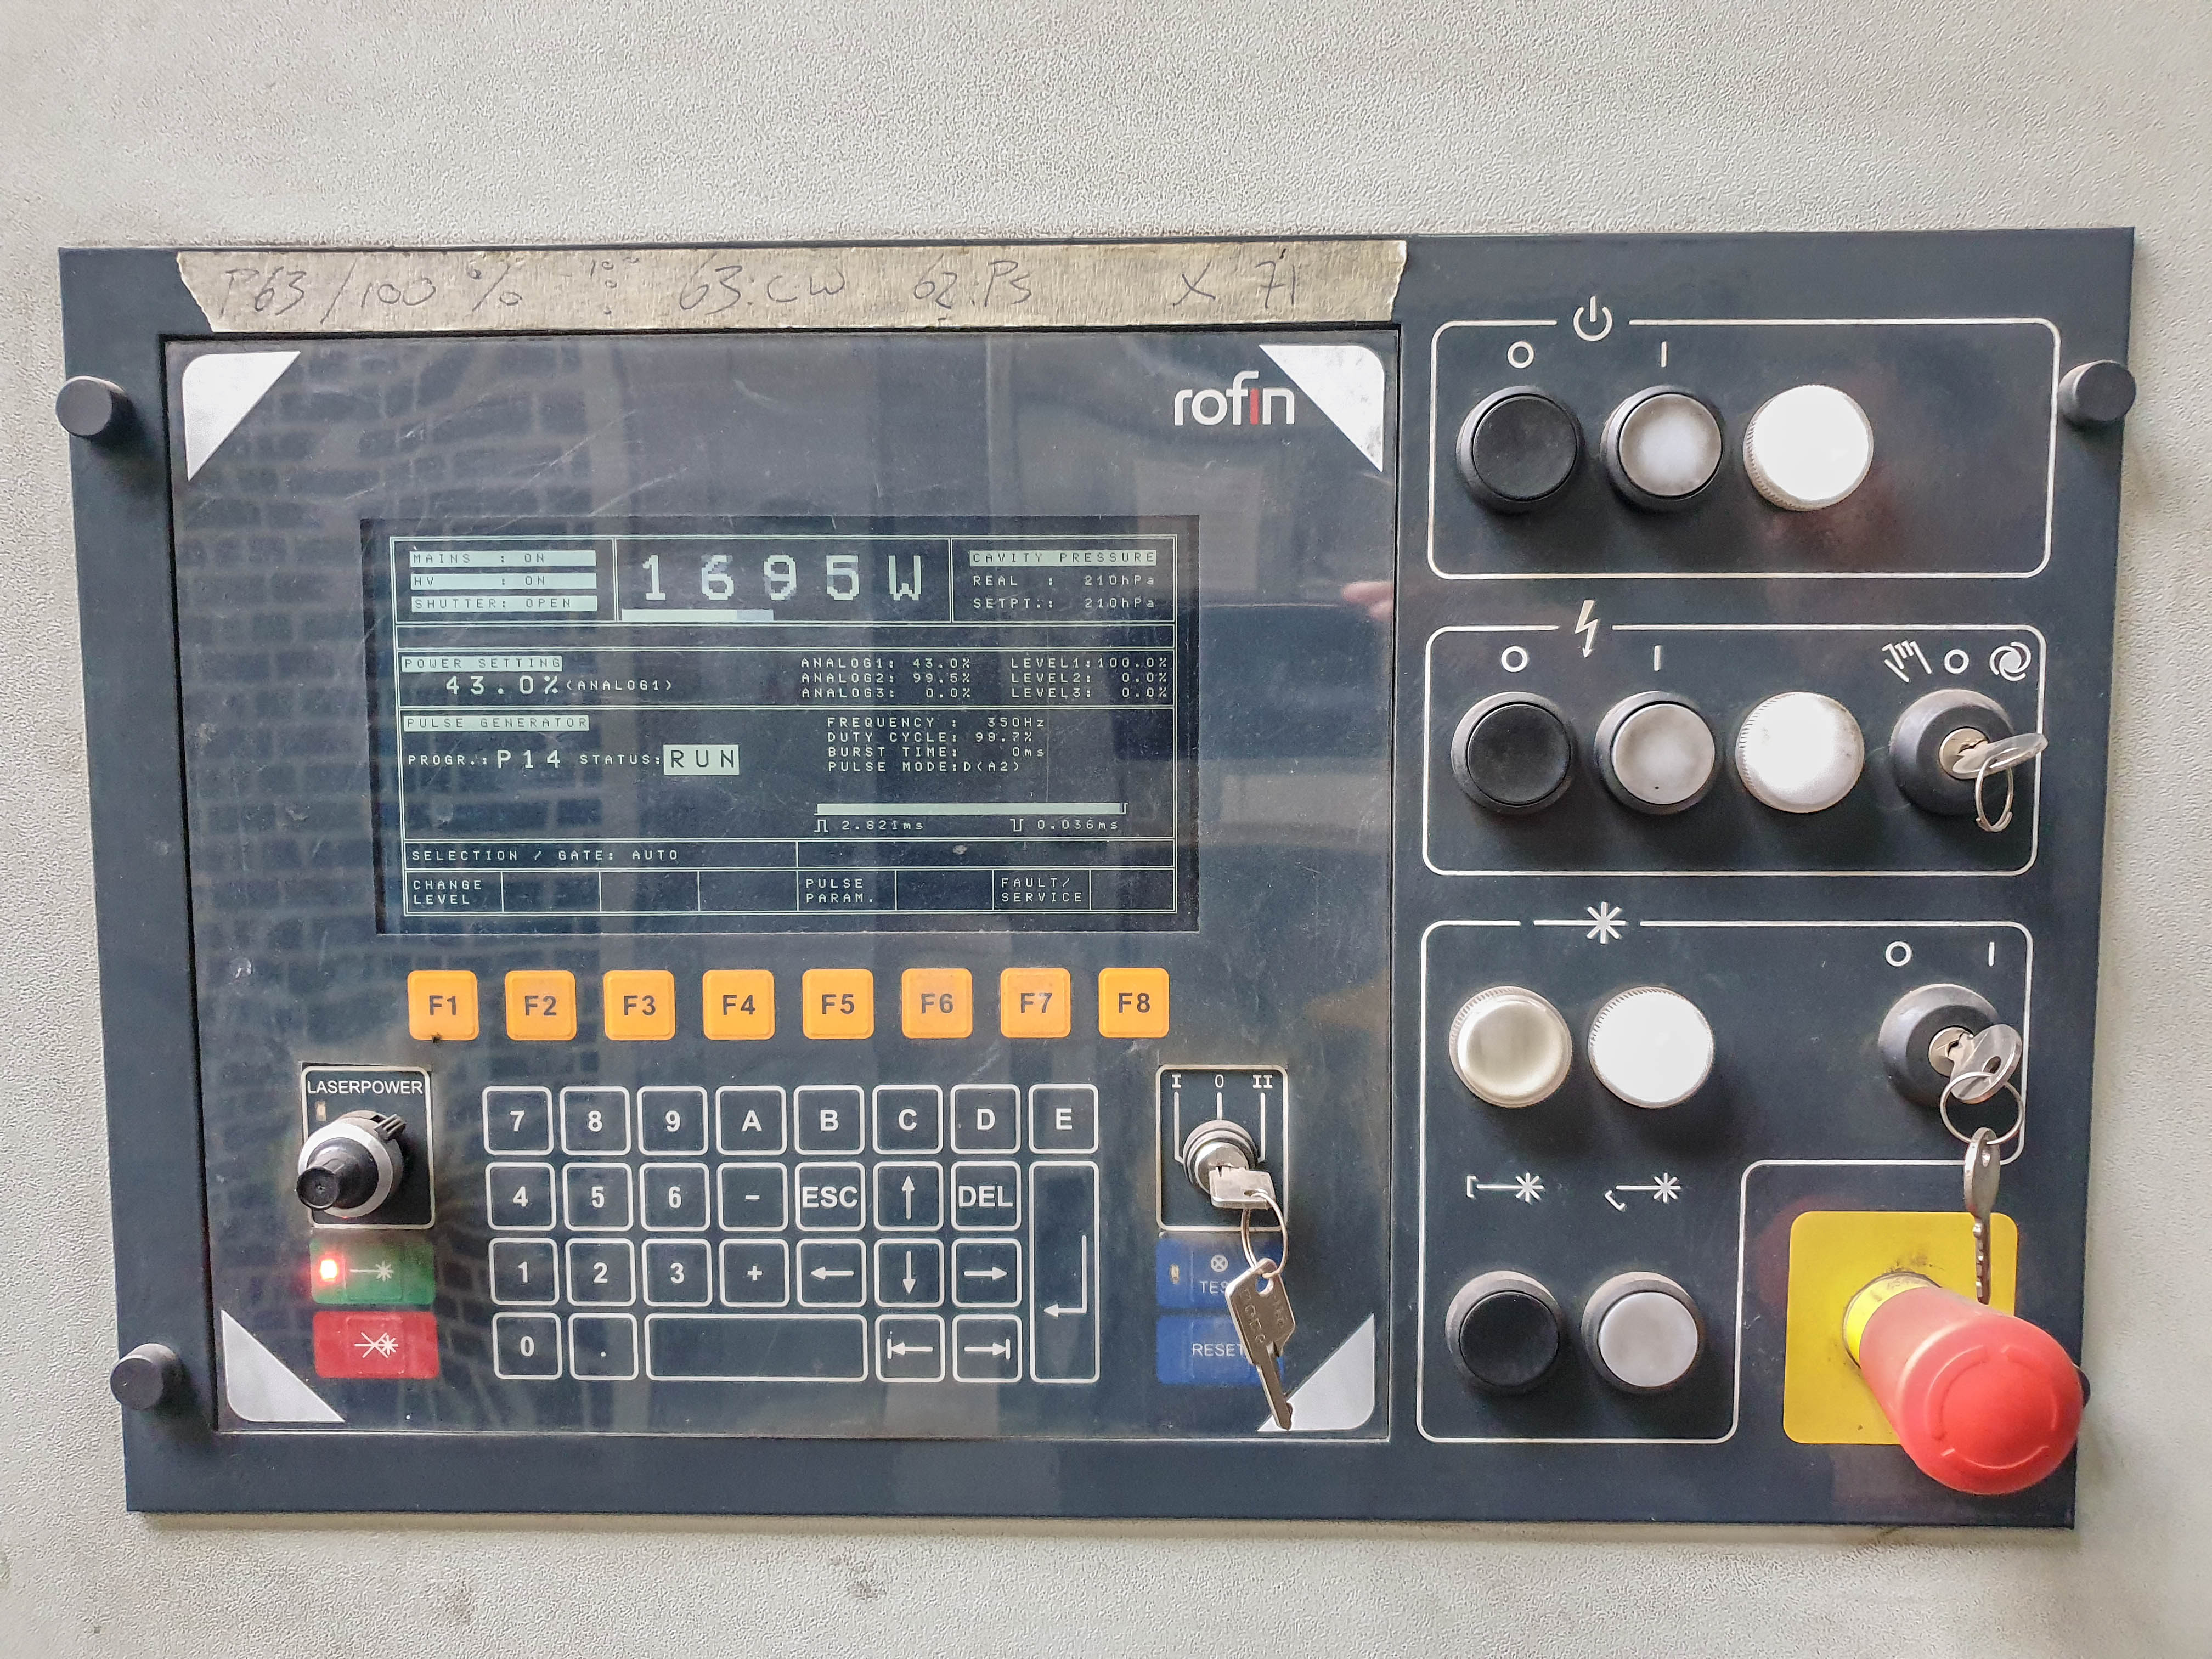 P63/100 % 63:CW 62:Ps X 71
rofin
MAINS : ON
HV : ON
SHUTTER: OPEN
1695W
CAVITY PRESSURE
REAL : 210hPa
SETPT.: 210hPa
POWER SETTING
43.0%(ANALOG1)
ANALOG1: 43.0% LEVEL1:100.0%
ANALOG2: 99.5% LEVEL2: 0.0%
ANALOG3: 0.0% LEVEL3: 0.0%
PULSE GENERATOR
PROGR.:P14 STATUS:RUN
FREQUENCY : 350Hz
DUTY CYCLE: 98.7%
BURST TIME: 0ms
PULSE MODE:D(A2)
2.821ms 0.036ms
SELECTION / GATE: AUTO
CHANGE LEVEL
PULSE PARAM.
FAULT/ SERVICE
F1 F2 F3 F4 F5 F6 F7 F8
LASERPOWER
7 8 9 A B C D E
4 5 6 - ESC DEL
1 2 3 +
0 .
I 0 II
RESET
O I
O I O
O I